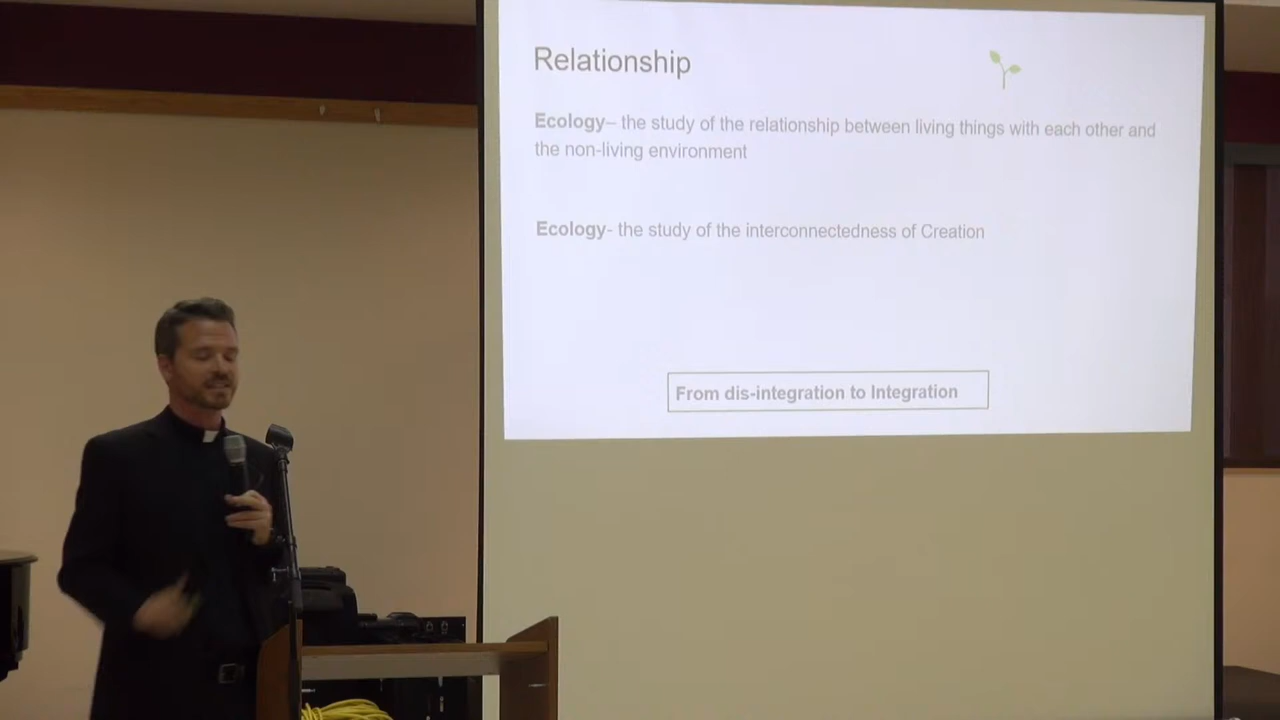 Relationship
Ecology– the study of the relationship between living things with each other and
the non-living environment
Ecology- the study of the interconnectedness of Creation
From dis-integration to Integration